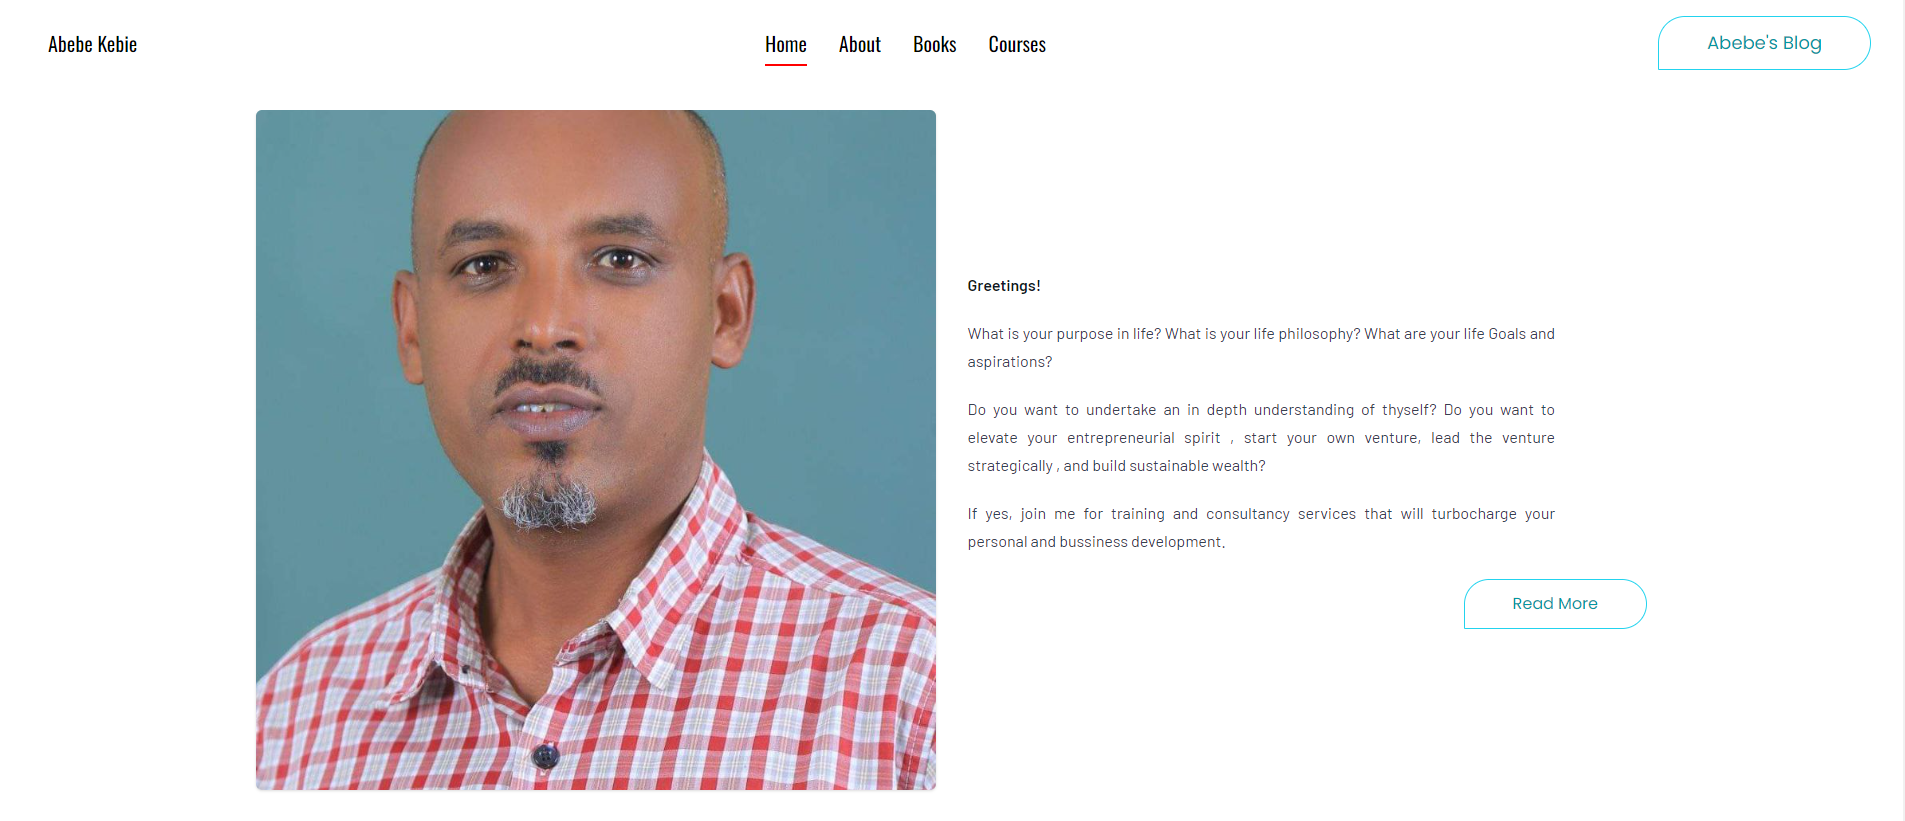 Abebe Kebie
Home About Books Courses
Abebe's Blog
Greetings!
What is your purpose in life? What is your life philosophy? What are your life Goals and
aspirations?
Do you want to undertake an in depth understanding of thyself? Do you want to
elevate your entrepreneurial spirit , start your own venture, lead the venture
strategically , and build sustainable wealth?
If yes, join me for training and consultancy services that will turbocharge your
personal and bussiness development.
Read More